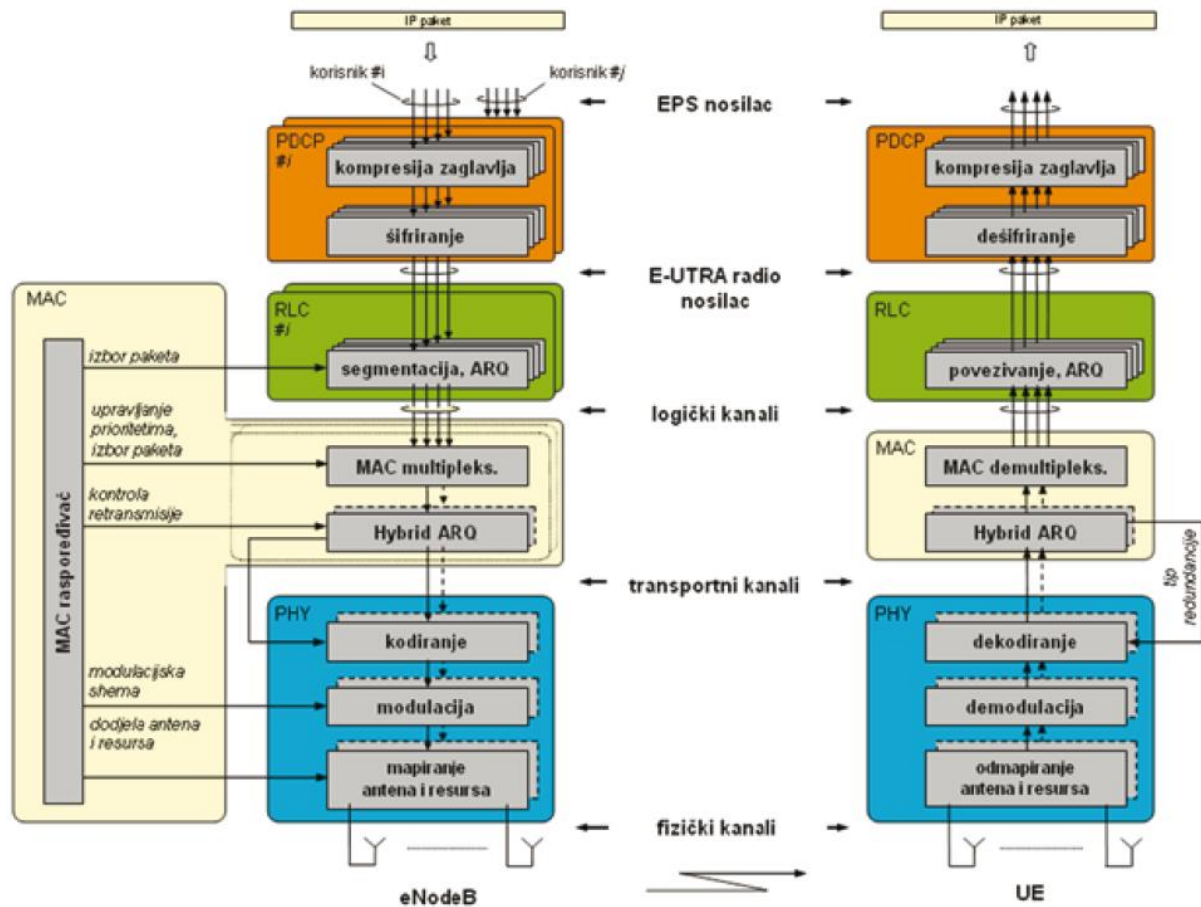 IP paket
IP paket
korisnik #i
korisnik #j
EPS nosilac
PDCP
#i
kompresija zaglavlja
šifriranje
PDCP
kompresija zaglavlja
dešifriranje
E-UTRA radio
nosilac
MAC
RLC
#i
segmentacija, ARQ
RLC
povezivanje, ARQ
izbor paketa
logički kanali
upravljanje
prioritetima,
izbor paketa
MAC multipleks.
MAC
MAC demultipleks.
kontrola
retransmisije
Hybrid ARQ
Hybrid ARQ
MAC raspoređivač
transportni kanali
tip
redundancije
PHY
kodiranje
PHY
dekodiranje
modulacijska
shema
modulacija
demodulacija
dodjela antena
i resursa
mapiranje
antena i resursa
odmapiranje
antena i resursa
fizički kanali
eNodeB
UE